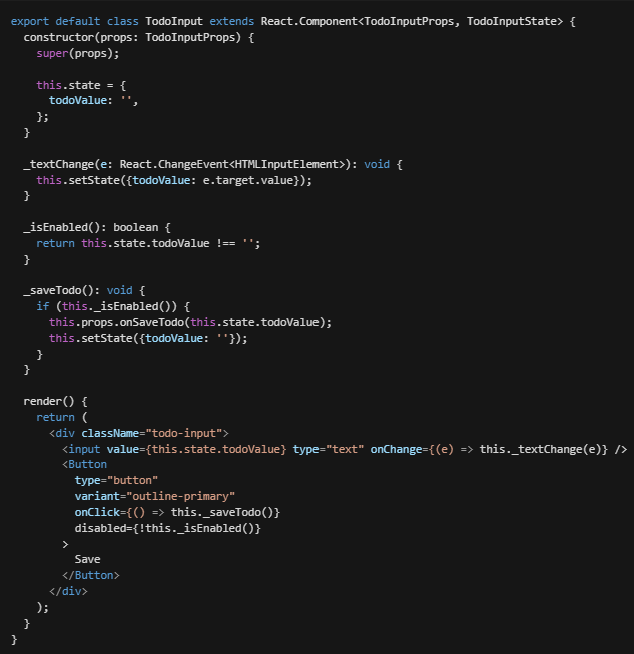 export default class TodoInput extends React.Component<TodoInputProps, TodoInputState> {
  constructor(props: TodoInputProps) {
    super(props);

    this.state = {
      todoValue: '',
    };
  }

  _textChange(e: React.ChangeEvent<HTMLInputElement>): void {
    this.setState({todoValue: e.target.value});
  }

  _isEnabled(): boolean {
    return this.state.todoValue !== '';
  }

  _saveTodo(): void {
    if (this._isEnabled()) {
      this.props.onSaveTodo(this.state.todoValue);
      this.setState({todoValue: ''});
    }
  }

  render() {
    return (
      <div className="todo-input">
        <input value={this.state.todoValue} type="text" onChange={(e) => this._textChange(e)} />
        <Button
          type="button"
          variant="outline-primary"
          onClick={() => this._saveTodo()}
          disabled={!this._isEnabled()}
        >
          Save
        </Button>
      </div>
    );
  }
}